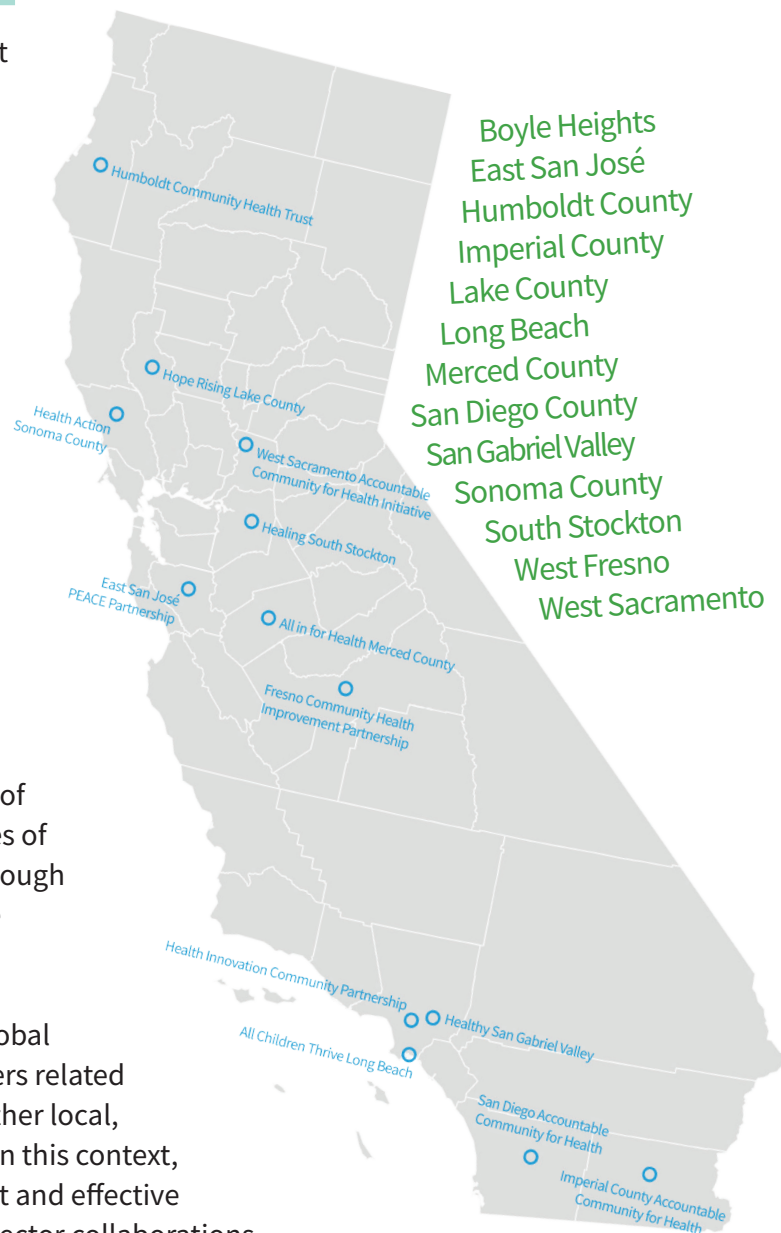 t
Boyle Heights
East San José
Humboldt County
Imperial County
Lake County
Long Beach
Merced County
San Diego County
San Gabriel Valley
Sonoma County
South Stockton
West Fresno
West Sacramento
Humboldt Community Health Trust
Hope Rising Lake County
Health Action
Sonoma County
West Sacramento Accountable
Community for Health Initiative
Healing South Stockton
East San José
PEACE Partnership
All in for Health Merced County
Fresno Community Health
Improvement Partnership
of
es of
ough
Health Innovation Community Partnership
Healthy San Gabriel Valley
All Children Thrive Long Beach
obal
ers related
ther local,
n this context,
t and effective
ector collaborations
San Diego Accountable
Community for Health
Imperial County Accountable
Community for Health